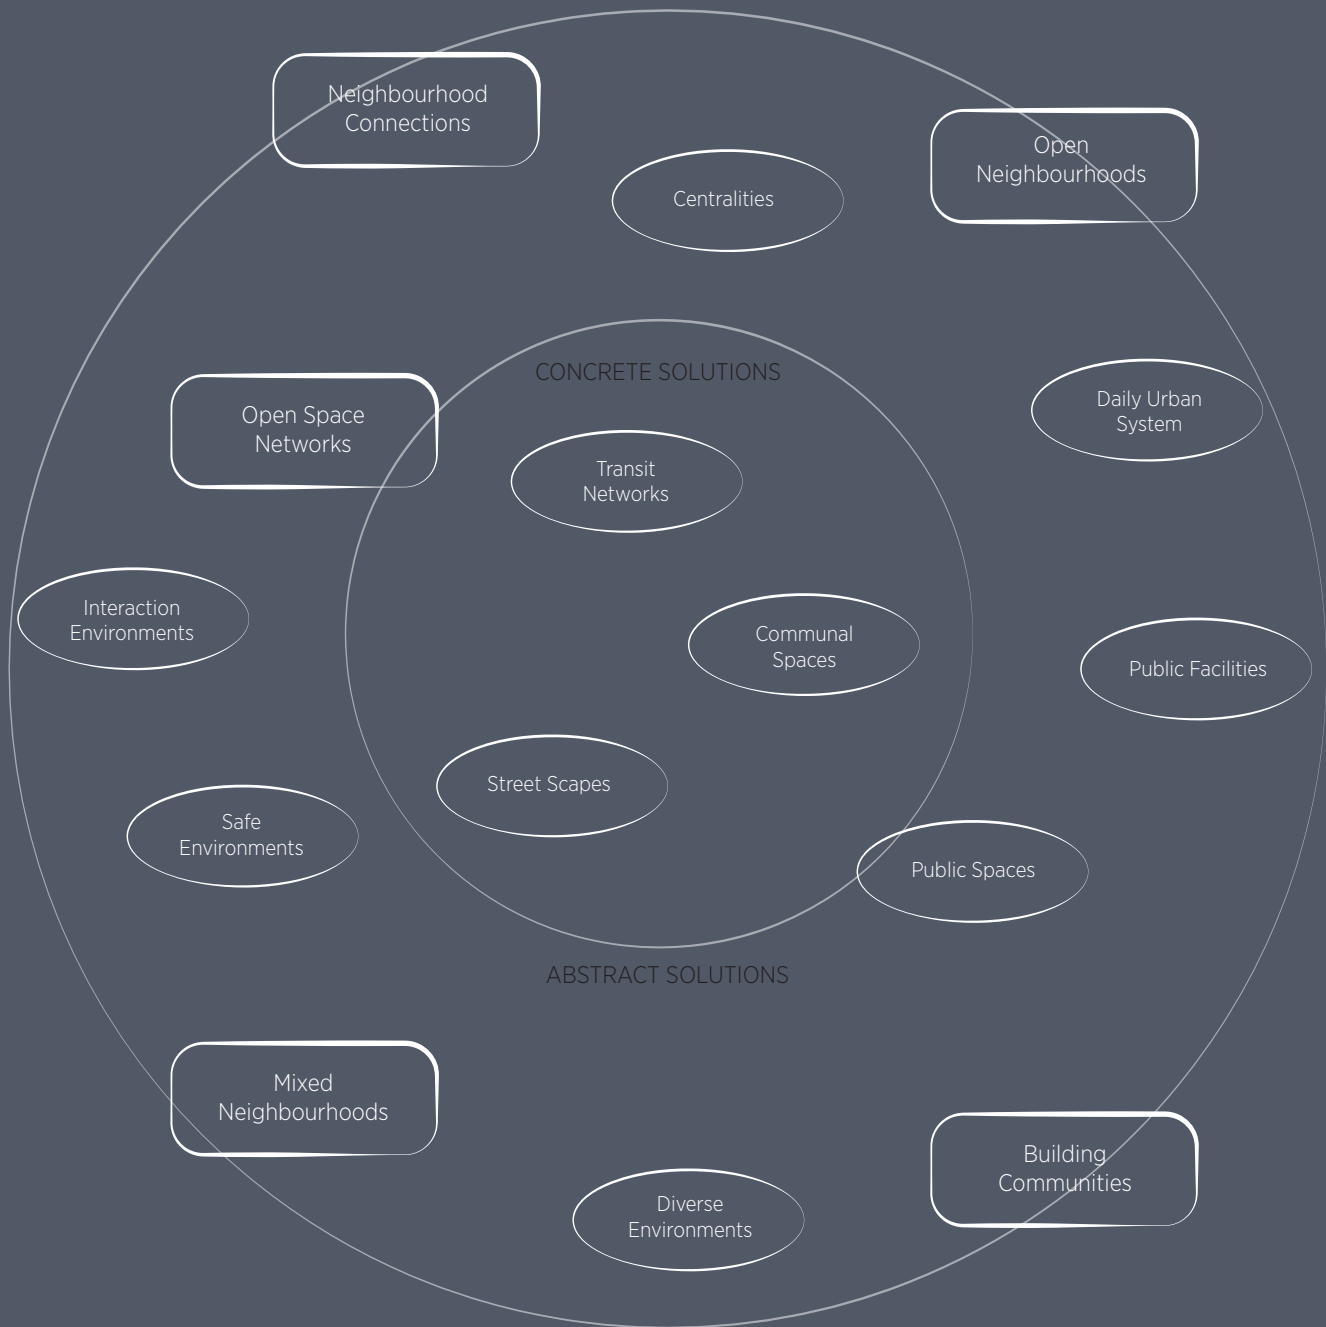 Neighbourhood
Connections
Open
Neighbourhoods
Centralities
CONCRETE SOLUTIONS
Open Space
Networks
Daily Urban
System
Transit
Networks
Interaction
Environments
Communal
Spaces
Public Facilities
Street Scapes
Safe
Environments
Public Spaces
ABSTRACT SOLUTIONS
Mixed
Neighbourhoods
Building
Communities
Diverse
Environments